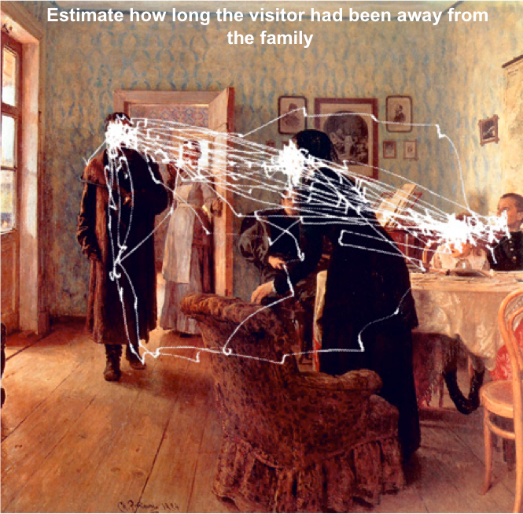 Estimate how long the visitor had been away from
the family